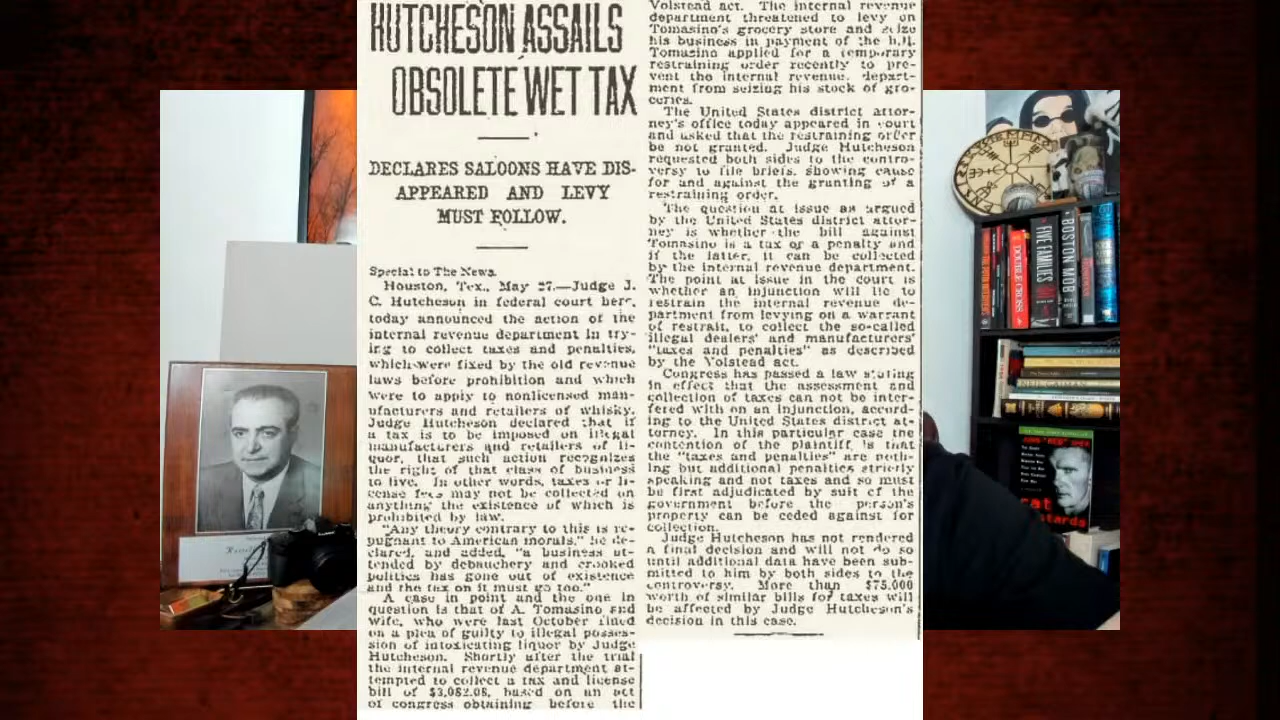 HUTCHESON ASSAILS
OBSOLETE WET TAX
DECLARES SALOONS HAVE DIS-
APPEARED AND LEVY
MUST FOLLOW.
Special to The News.
Houston, Tex., May 27.—Judge J.
C. Hutcheson in federal court here,
today announced the action of the
internal revenue department in try-
ing to collect taxes and penalties,
which were fixed by the old revenue
laws before prohibition and which
were to apply to nonlicensed man-
ufacturers and retailers of whisky.
Judge Hutcheson declared that if
a tax is to be imposed on illegal
manufacturers and retailers of li-
quor, that such action recognizes
the right of that class of business
to live. In other words, taxes or li-
cense fees may not be collected on
anything the existence of which is
prohibited by law.
"Any theory contrary to this is re-
pugnant to American morals," he de-
clared, and added, "a business at-
tended by debauchery and crooked
politics has gone out of existence
and the tax on it must go too."
A case in point and the one in
question is that of A. Tomasino and
wife, who were last October fined
on a plea of guilty to illegal posses-
sion of intoxicating liquor by Judge
Hutcheson. Shortly after the trial
the internal revenue department at-
tempted to collect a tax and license
bill of $3,082.08, based on an act
of congress obtaining before the
Volstead act. The internal revenue
department threatened to levy on
Tomasino's grocery store and seize
his business in payment of the bill.
Tomasino applied for a temporary
restraining order recently to pre-
vent the internal revenue. depart-
ment from seizing his stock of gro-
ceries.
The United States district attor-
ney's office today appeared in court
and asked that the restraining order
be not granted. Judge Hutcheson
requested both sides to the contro-
versy to file briefs, showing cause
for and against the granting of a
restraining order.
The question at issue as argued
by the United States district attor-
ney is whether the bill against
Tomasino is a tax or a penalty and
if the latter, it can be collected
by the internal revenue department.
The point at issue in the court is
whether an injunction will lie to
restrain the internal revenue de-
partment from levying on a warrant
of restrait, to collect the so-called
illegal dealers' and manufacturers'
"taxes and penalties" as described
by the Volstead act.
Congress has passed a law stating
in effect that the assessment and
collection of taxes can not be inter-
fered with on an injunction, accord-
ing to the United States district at-
torney. In this particular case the
contention of the plaintiff is that
the "taxes and penalties" are noth-
ing but additional penalties strictly
speaking and not taxes and so must
be first adjudicated by suit of the
government before the person's
property can be ceded against for
collection.
Judge Hutcheson has not rendered
a final decision and will not do so
until additional data have been sub-
mitted to him by both sides to the
controversy. More than $75,000
worth of similar bills for taxes will
be affected by Judge Hutcheson's
decision in this case.
DOUBLE CROSS
FIVE FAMILIES
BOSTON MOB
NEIL GAIMAN